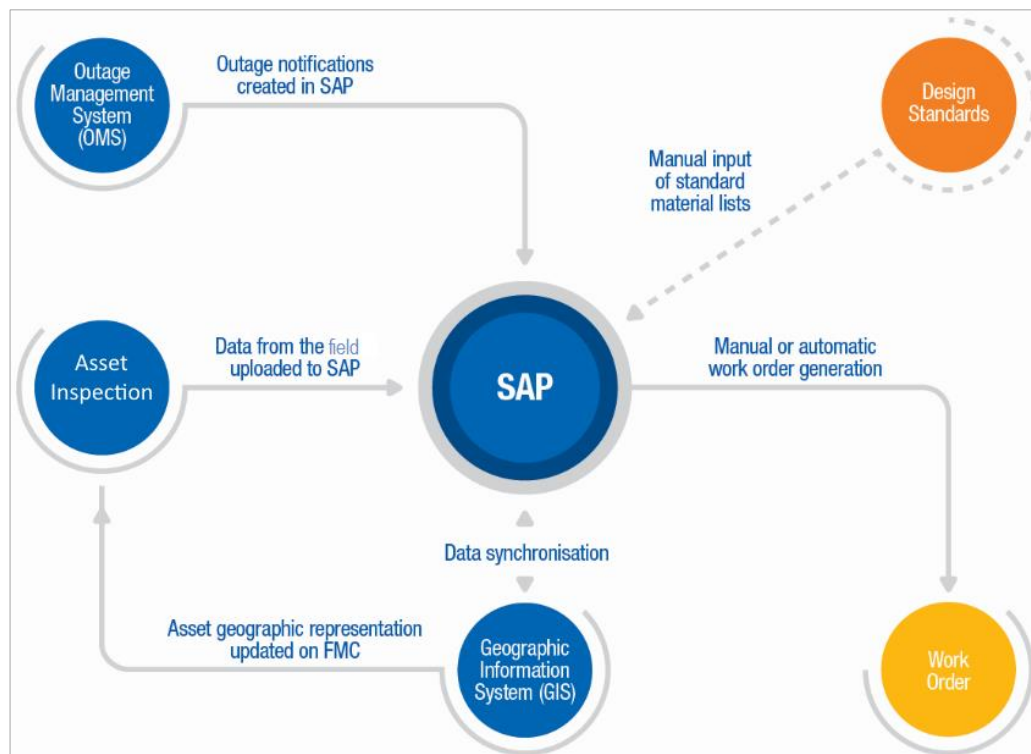 Outage
Management
System
(OMS)
Outage notifications
created in SAP
Design
Standards
Manual input
of standard
material lists
Asset
Inspection
Data from the field
uploaded to SAP
SAP
Manual or automatic
work order generation
Data synchronisation
Asset geographic representation
updated on FMC
Geographic
Information
System (GIS)
Work
Order